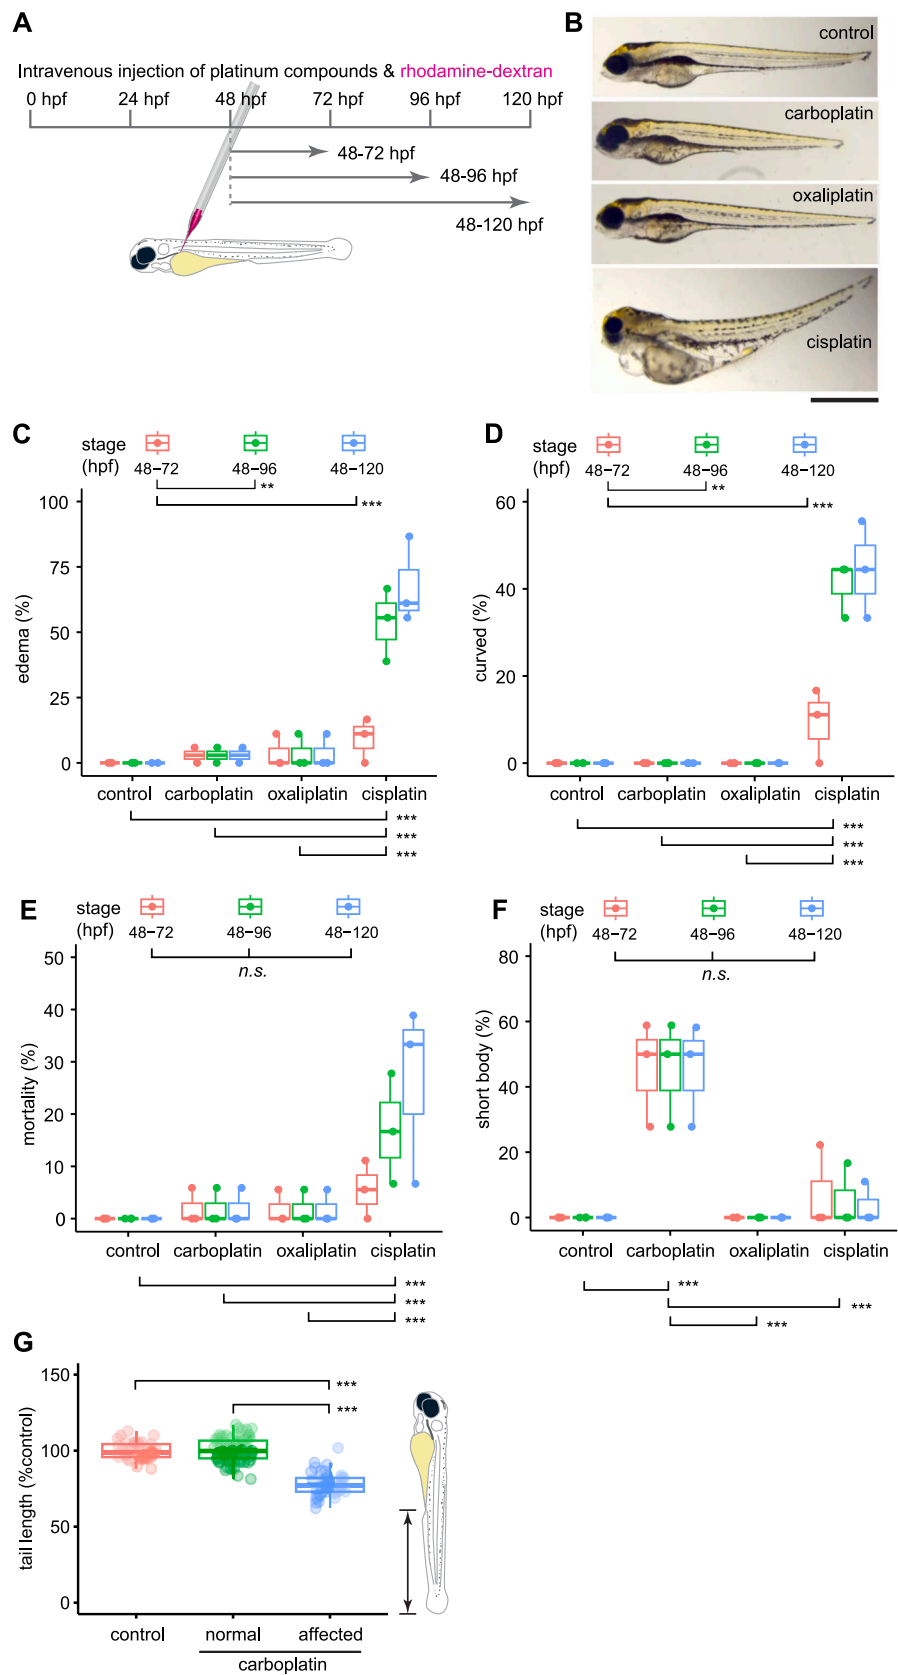 A
Intravenous injection of platinum compounds & rhodamine-dextran
0 hpf 24 hpf 48 hpf 72 hpf 96 hpf 120 hpf
48-72 hpf
48-96 hpf
48-120 hpf
B
control
carboplatin
oxaliplatin
cisplatin
C
stage
(hpf)
48−72 48−96 48−120
**
***
edema (%)
100
75
50
25
0
control carboplatin oxaliplatin cisplatin
***
***
***
D
stage
(hpf)
48−72 48−96 48−120
**
***
curved (%)
60
40
20
0
control carboplatin oxaliplatin cisplatin
***
***
***
E
stage
(hpf)
48−72 48−96 48−120
n.s.
mortality (%)
50
40
30
20
10
0
control carboplatin oxaliplatin cisplatin
***
***
***
F
stage
(hpf)
48−72 48−96 48−120
n.s.
short body (%)
80
60
40
20
0
control carboplatin oxaliplatin cisplatin
***
***
***
G
tail length (%control)
150
100
50
0
***
***
control normal affected
carboplatin